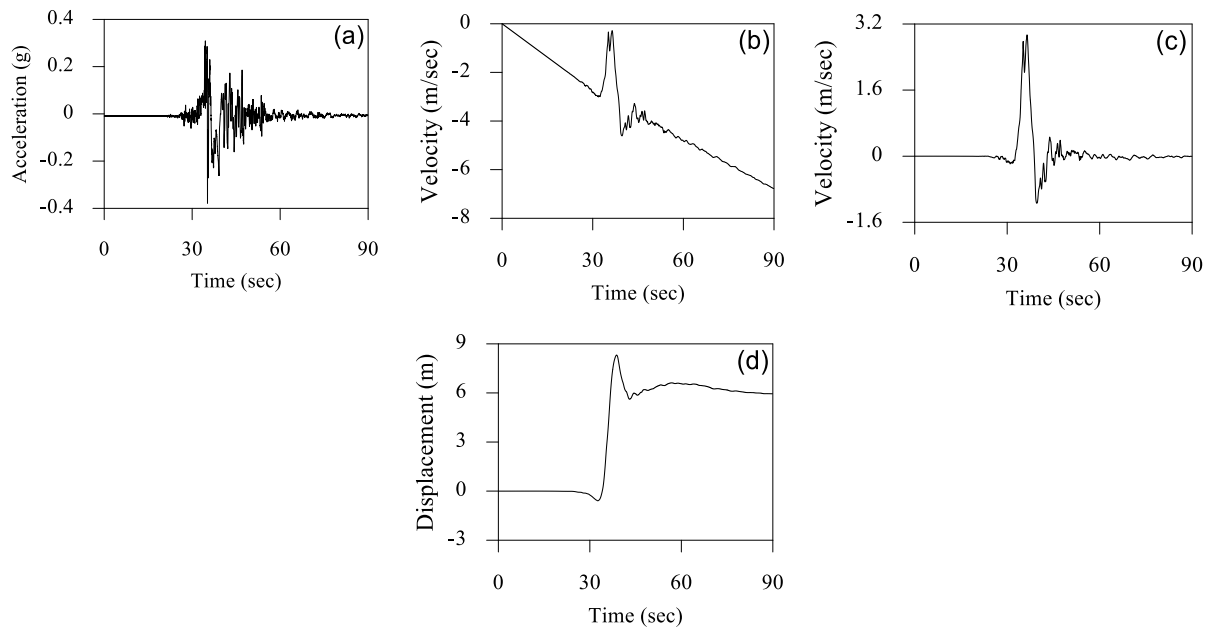 (a)
Acceleration (g)
0.4
0.2
0
-0.2
-0.4
0 30 60 90
Time (sec)
(b)
Velocity (m/sec)
0
-2
-4
-6
-8
0 30 60 90
Time (sec)
(c)
Velocity (m/sec)
3.2
1.6
0
-1.6
0 30 60 90
Time (sec)
(d)
Displacement (m)
9
6
3
0
-3
0 30 60 90
Time (sec)